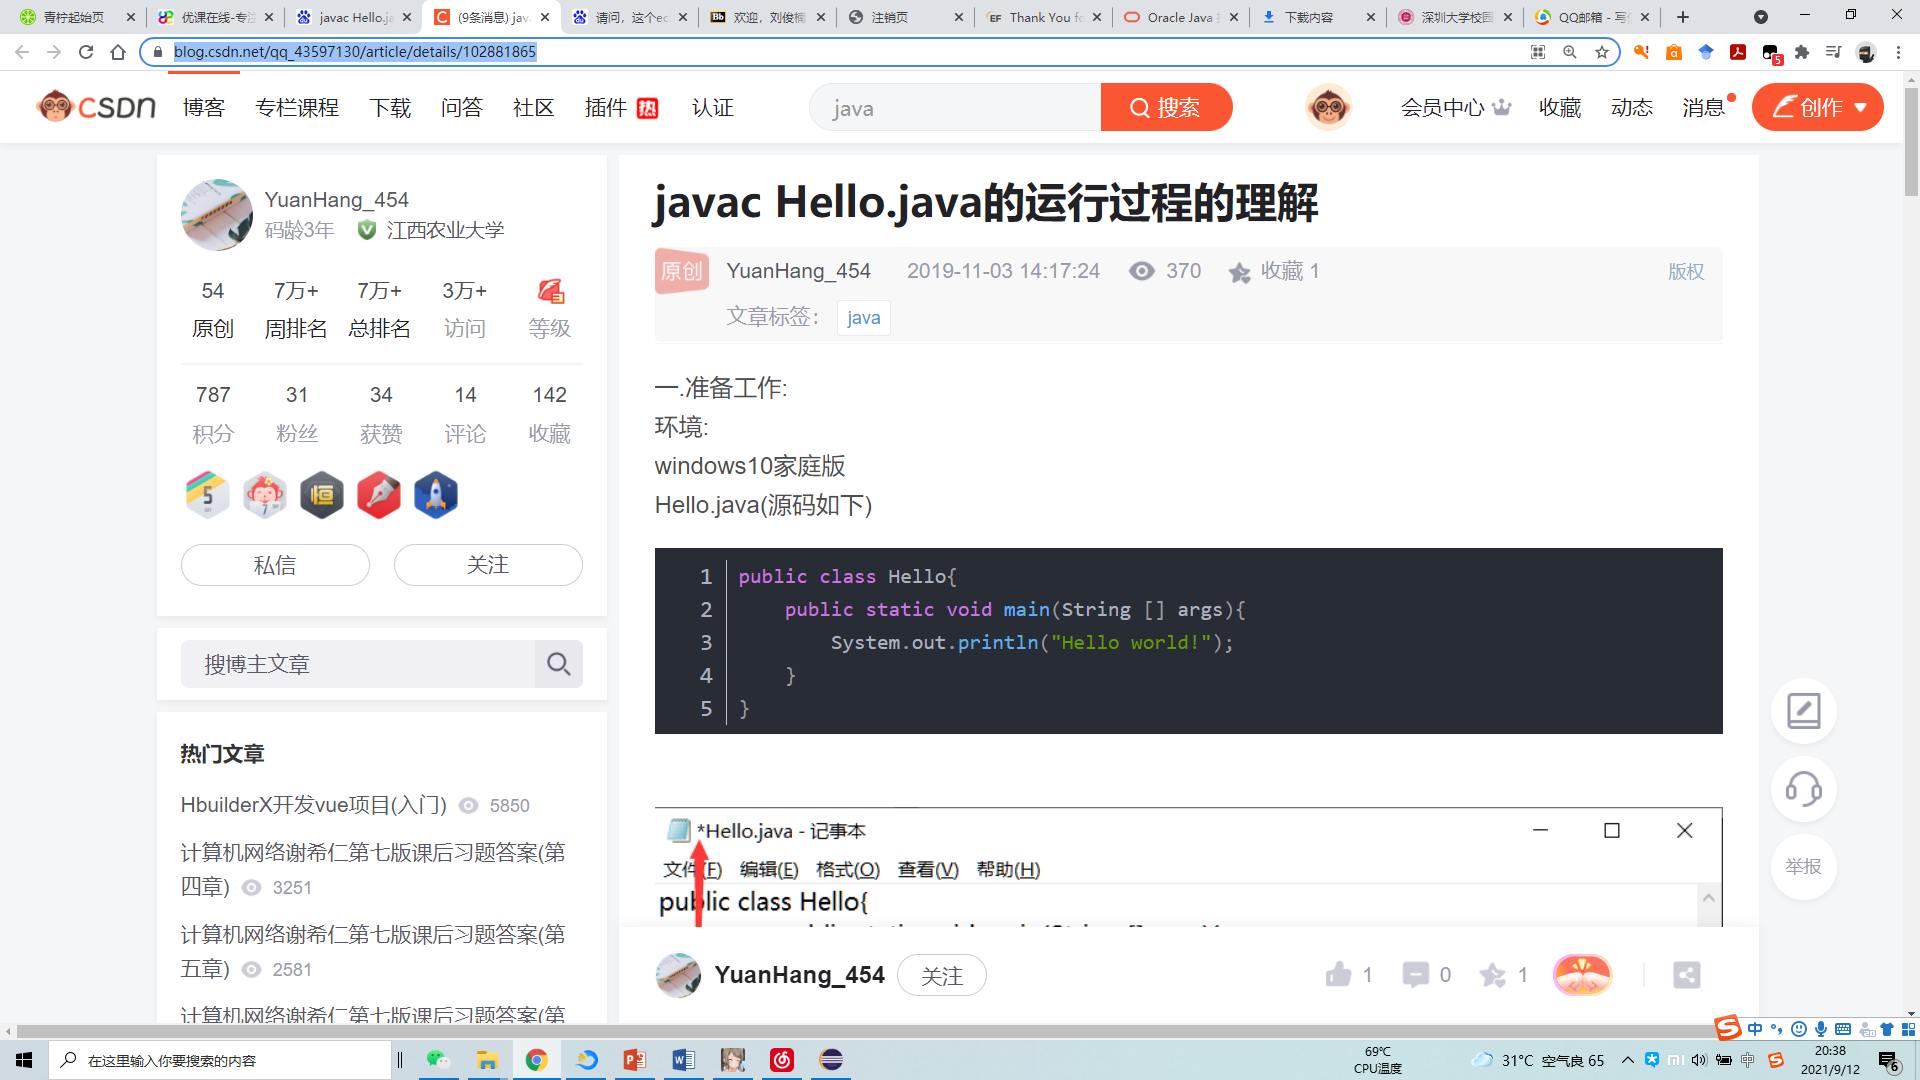 青柠起始页
优课在线-专注
javac Hello.ja
(9条消息) java
请问，这个ec
欢迎，刘俊楠
注销页
Thank You fo
Oracle Java
下载内容
深圳大学校园
QQ邮箱 - 写
blog.csdn.net/qq_43597130/article/details/102881865
5
CSDN
博客
专栏课程
下载
问答
社区
插件 热
认证
java
搜索
会员中心
收藏
动态
消息
创作
YuanHang_454
码龄3年
江西农业大学
54
7万+
7万+
3万+
原创
周排名
总排名
访问
等级
787
31
34
14
142
积分
粉丝
获赞
评论
收藏
私信
关注
搜博主文章
热门文章
HbuilderX开发vue项目(入门) 5850
计算机网络谢希仁第七版课后习题答案(第
四章) 3251
计算机网络谢希仁第七版课后习题答案(第
五章) 2581
计算机网络谢希仁第七版课后习题答案(第
javac Hello.java的运行过程的理解
原创
YuanHang_454
2019-11-03 14:17:24
370
收藏 1
版权
文章标签：
java
一.准备工作:
环境:
windows10家庭版
Hello.java(源码如下)
1 public class Hello{
2 public static void main(String [] args){
3 System.out.println("Hello world!");
4 }
5 }
*Hello.java - 记事本
文件(F) 编辑(E) 格式(O) 查看(V) 帮助(H)
public class Hello{
YuanHang_454
关注
1
0
1
举报
中
在这里输入你要搜索的内容
69℃
CPU温度
31°C 空气良 65
中
20:38
2021/9/12
6